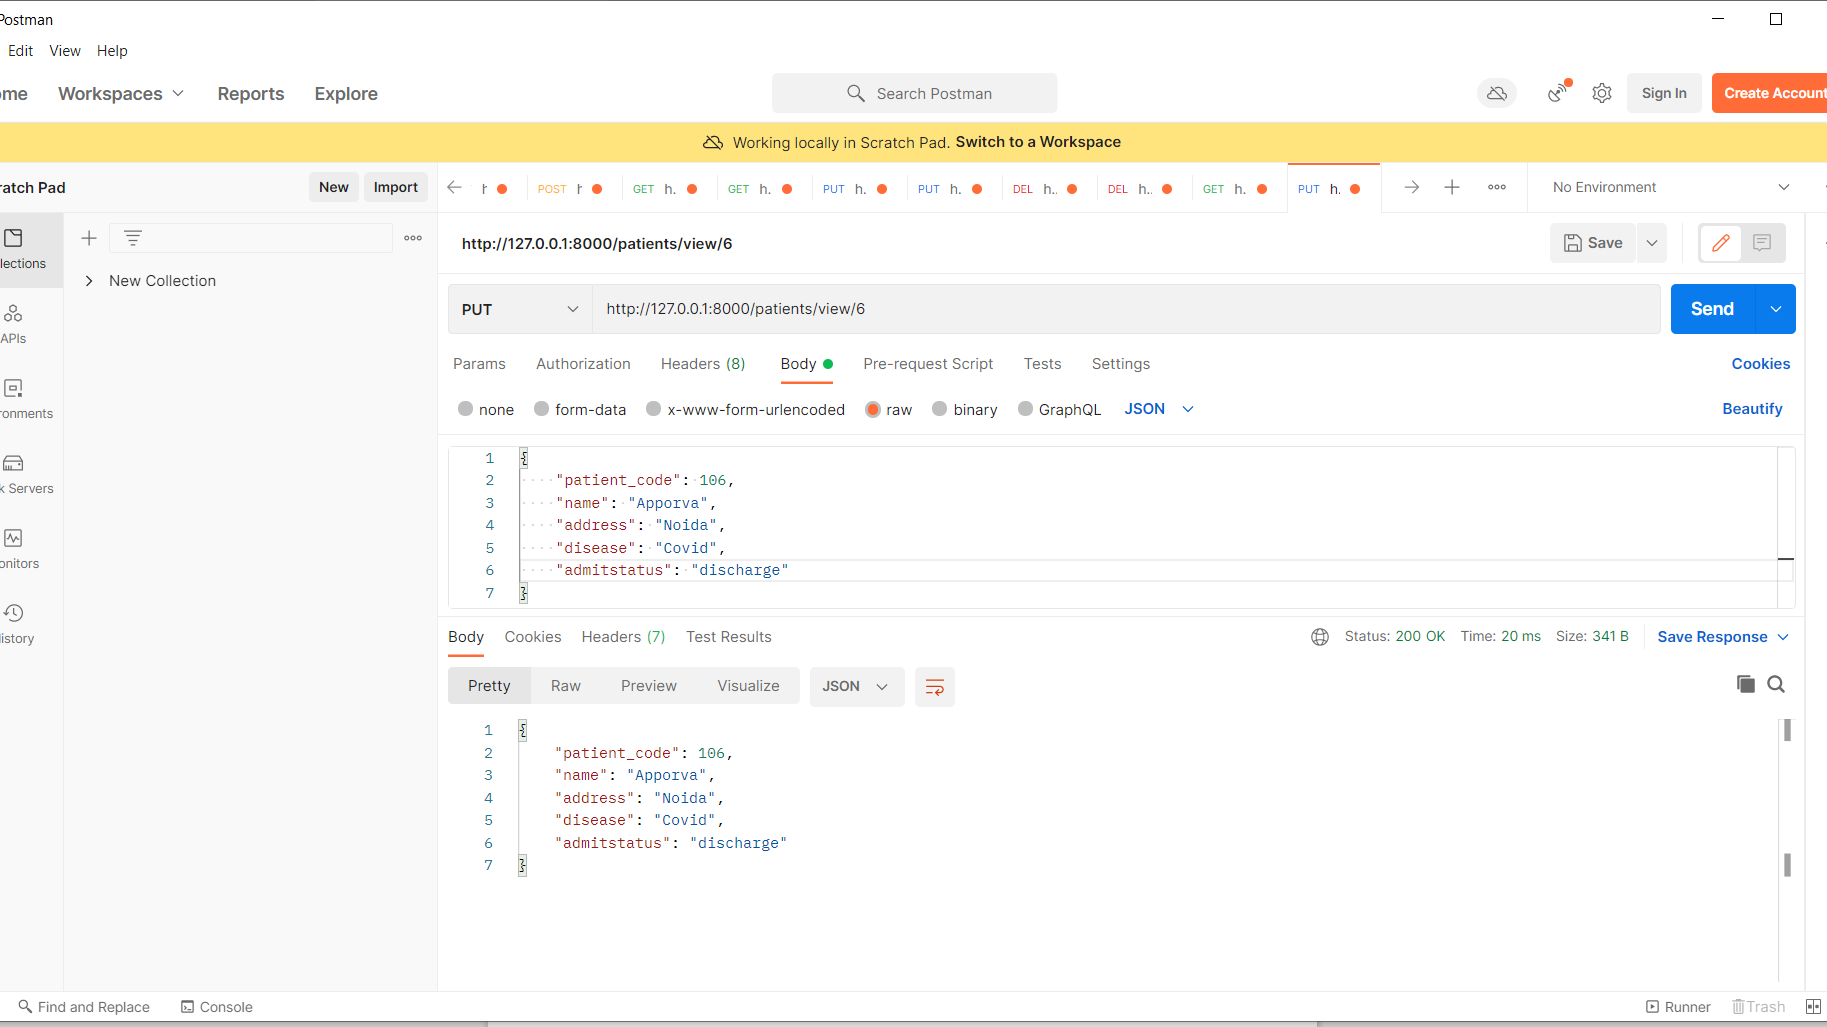 Postman
Edit View Help
ome Workspaces Reports Explore Search Postman Sign In Create Account
Working locally in Scratch Pad. Switch to a Workspace
ratch Pad New Import h POST h GET h. GET h. PUT h. PUT h. DEL h.. DEL h.. GET h. PUT h. No Environment
http://127.0.0.1:8000/patients/view/6 Save
lections
New Collection
PUT http://127.0.0.1:8000/patients/view/6 Send
APIs
Params Authorization Headers (8) Body Pre-request Script Tests Settings Cookies
ronments
none form-data x-www-form-urlencoded raw binary GraphQL JSON Beautify
k Servers
onitors
istory
1 {
2 "patient_code": 106,
3 "name": "Apporva",
4 "address": "Noida",
5 "disease": "Covid",
6 "admitstatus": "discharge"
7 }
Body Cookies Headers (7) Test Results Status: 200 OK Time: 20 ms Size: 341 B Save Response
Pretty Raw Preview Visualize JSON
1 {
2 "patient_code": 106,
3 "name": "Apporva",
4 "address": "Noida",
5 "disease": "Covid",
6 "admitstatus": "discharge"
7 }
Find and Replace Console Runner Trash